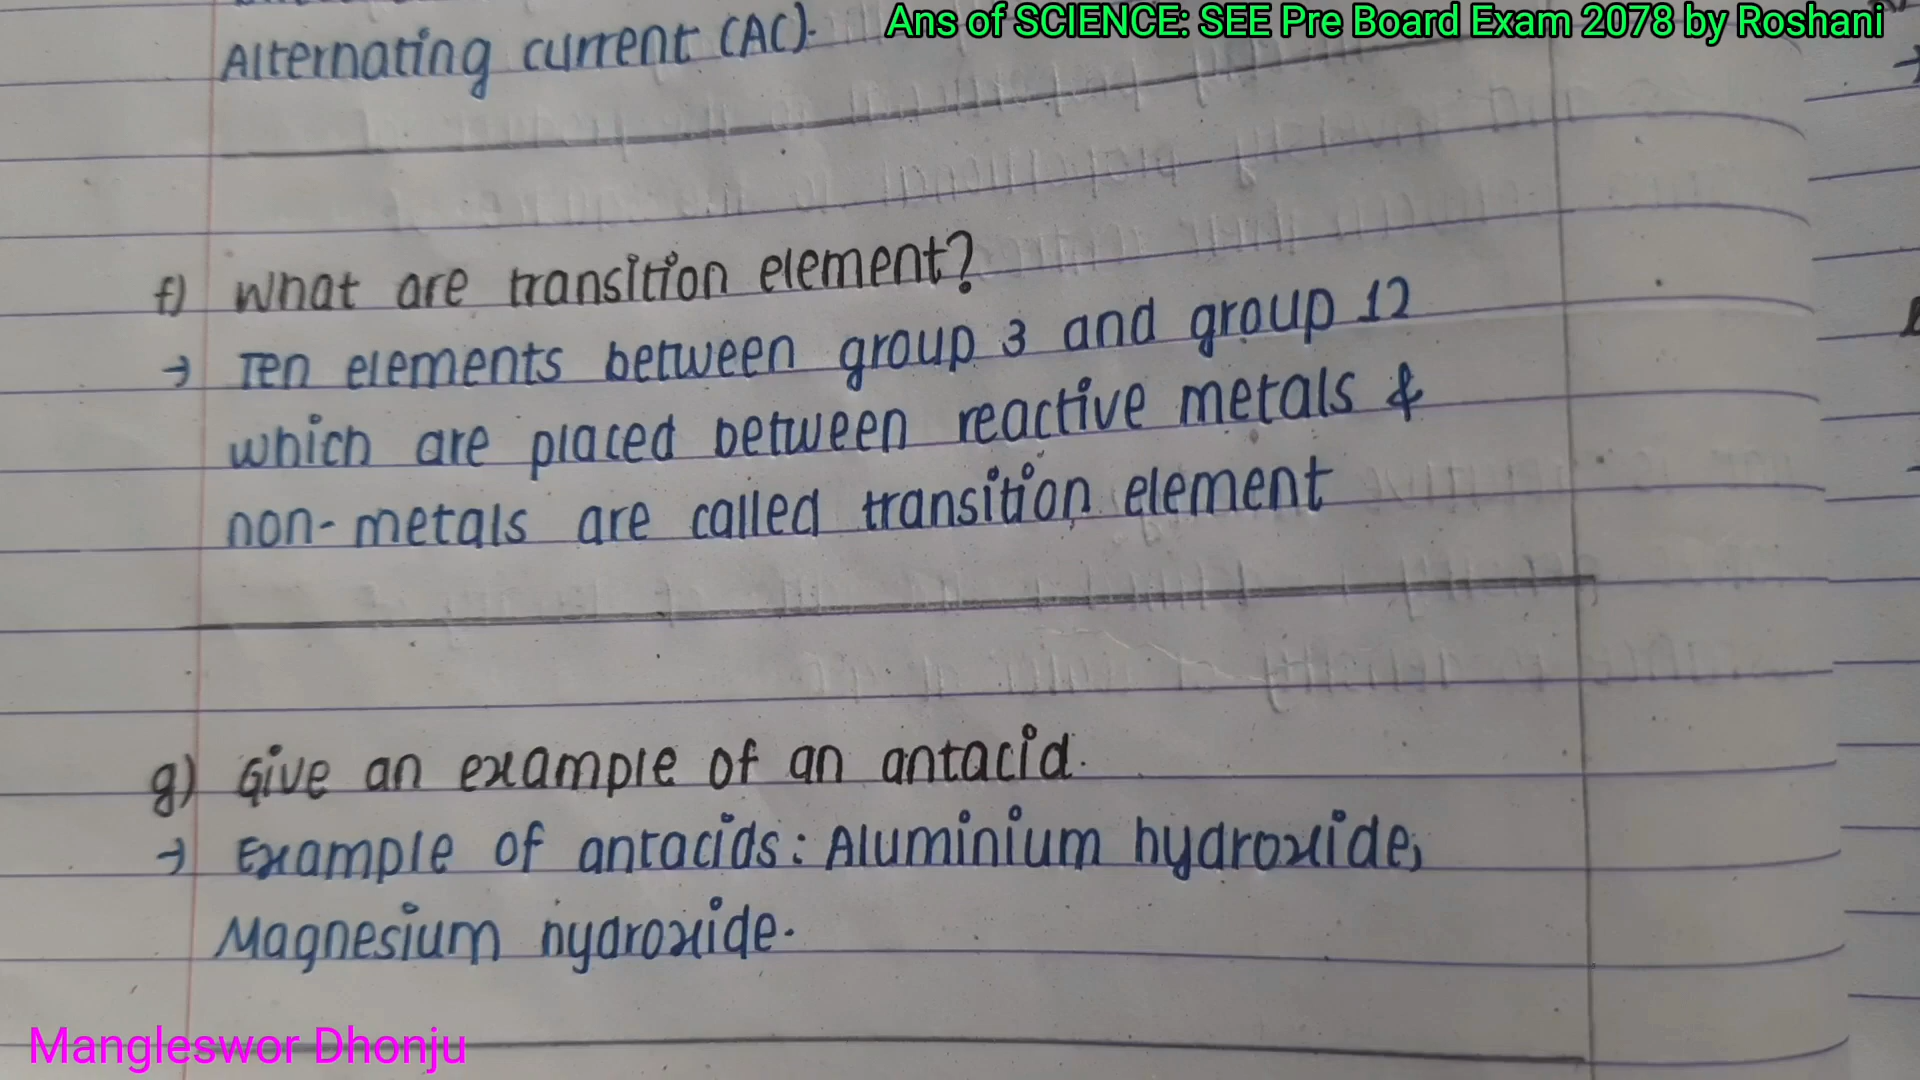 Ans of SCIENCE: SEE Pre Board Exam 2078 by Roshani
Alternating current (AC).
f) What are transition element?
→ Ten elements between group 3 and group 12
which are placed between reactive metals &
non-metals are called transition element
g) Give an example of an antacid.
→ Example of antacids: Aluminium hydroxide,
Magnesium hydroxide.
Mangleswor Dhonju